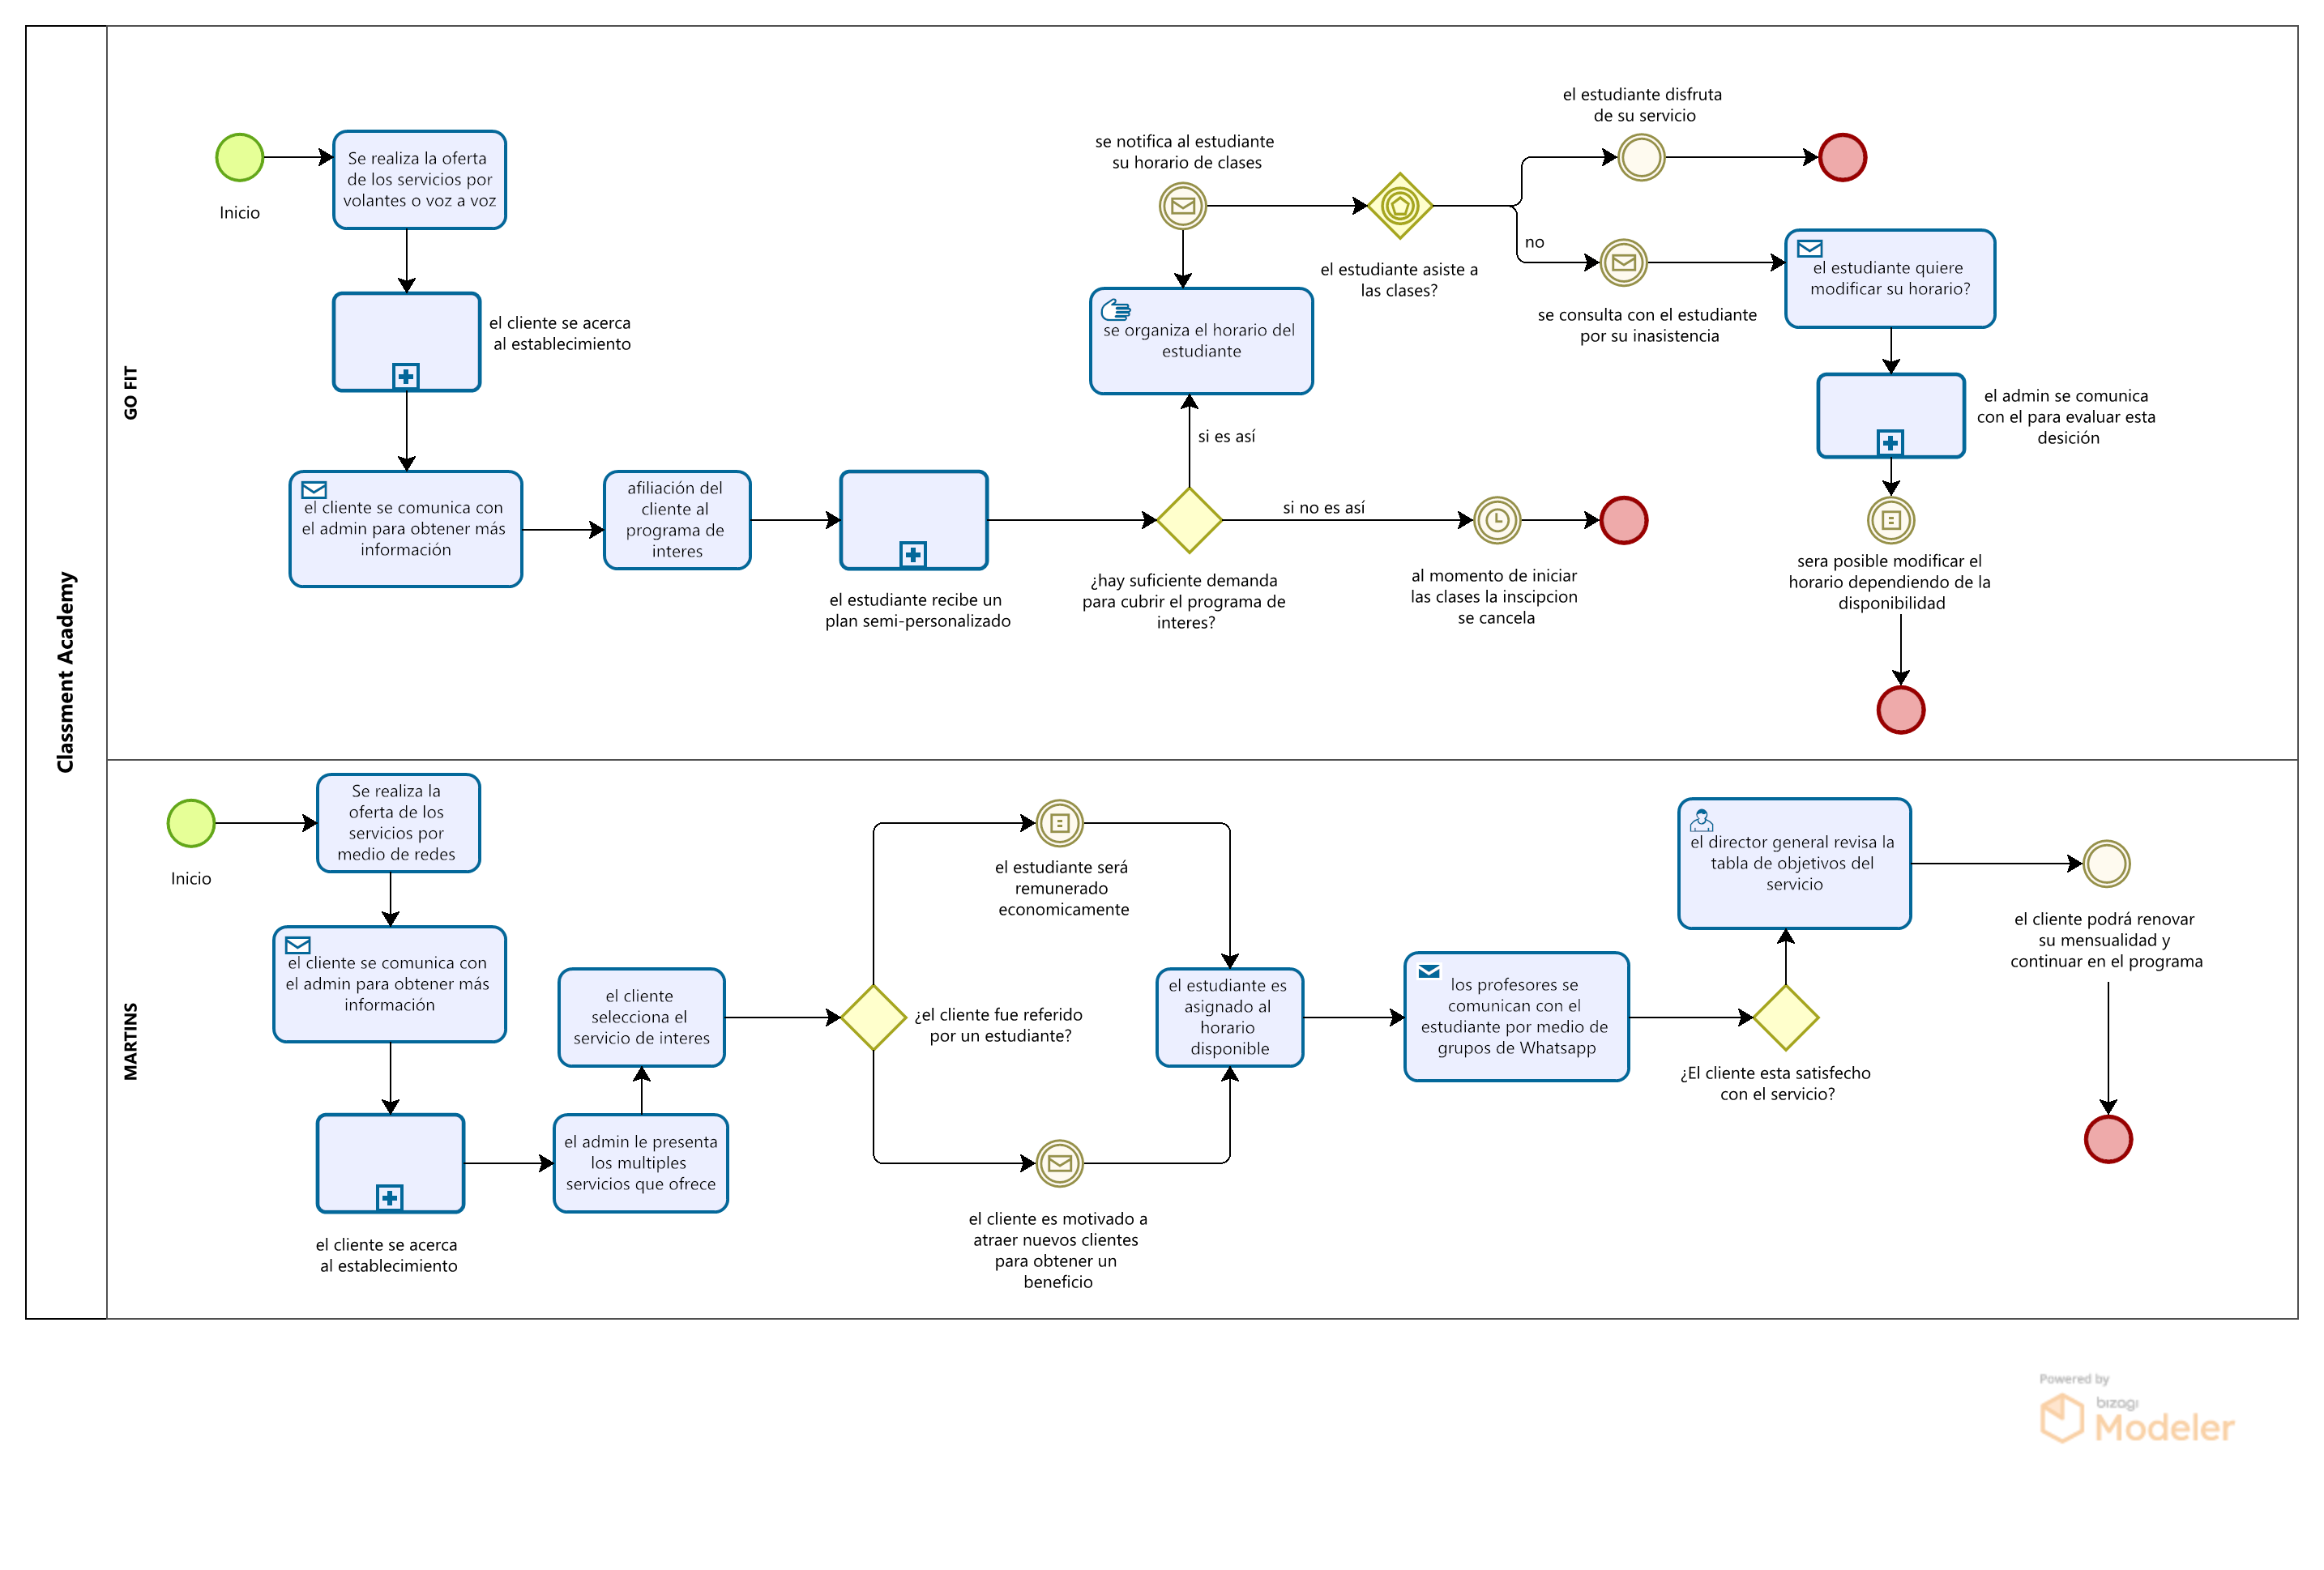 Classment Academy
GO FIT
Inicio
Se realiza la oferta
de los servicios por
volantes o voz a voz
el cliente se acerca
al establecimiento
el cliente se comunica con
el admin para obtener más
información
afiliación del
cliente al
programa de
interes
el estudiante recibe un
plan semi-personalizado
¿hay suficiente demanda
para cubrir el programa de
interes?
si es así
si no es así
se organiza el horario del
estudiante
se notifica al estudiante
su horario de clases
al momento de iniciar
las clases la inscipcion
se cancela
el estudiante asiste a
las clases?
el estudiante disfruta
de su servicio
no
se consulta con el estudiante
por su inasistencia
el estudiante quiere
modificar su horario?
el admin se comunica
con el para evaluar esta
desición
sera posible modificar el
horario dependiendo de la
disponibilidad
MARTINS
Inicio
Se realiza la
oferta de los
servicios por
medio de redes
el cliente se comunica con
el admin para obtener más
información
el cliente se acerca
al establecimiento
el admin le presenta
los multiples
servicios que ofrece
el cliente
selecciona el
servicio de interes
¿el cliente fue referido
por un estudiante?
el estudiante será
remunerado
economicamente
el cliente es motivado a
atraer nuevos clientes
para obtener un
beneficio
el estudiante es
asignado al
horario
disponible
los profesores se
comunican con el
estudiante por medio de
grupos de Whatsapp
¿El cliente esta satisfecho
con el servicio?
el director general revisa la
tabla de objetivos del
servicio
el cliente podrá renovar
su mensualidad y
continuar en el programa
Powered by
bizagi
Modeler